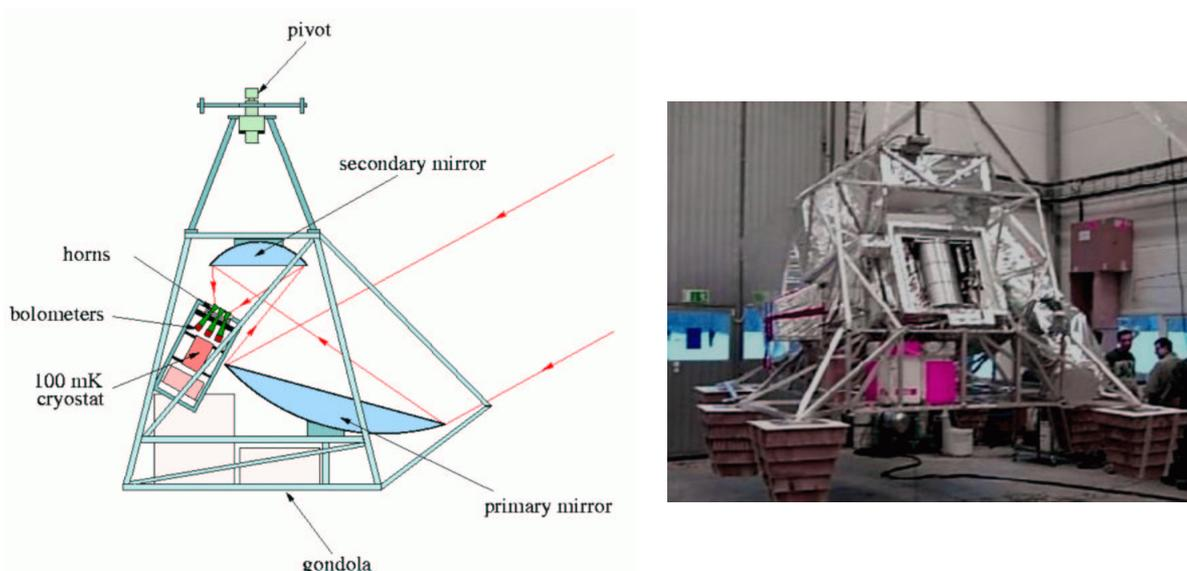 pivot
secondary mirror
horns
bolometers
100 mK
cryostat
primary mirror
gondola